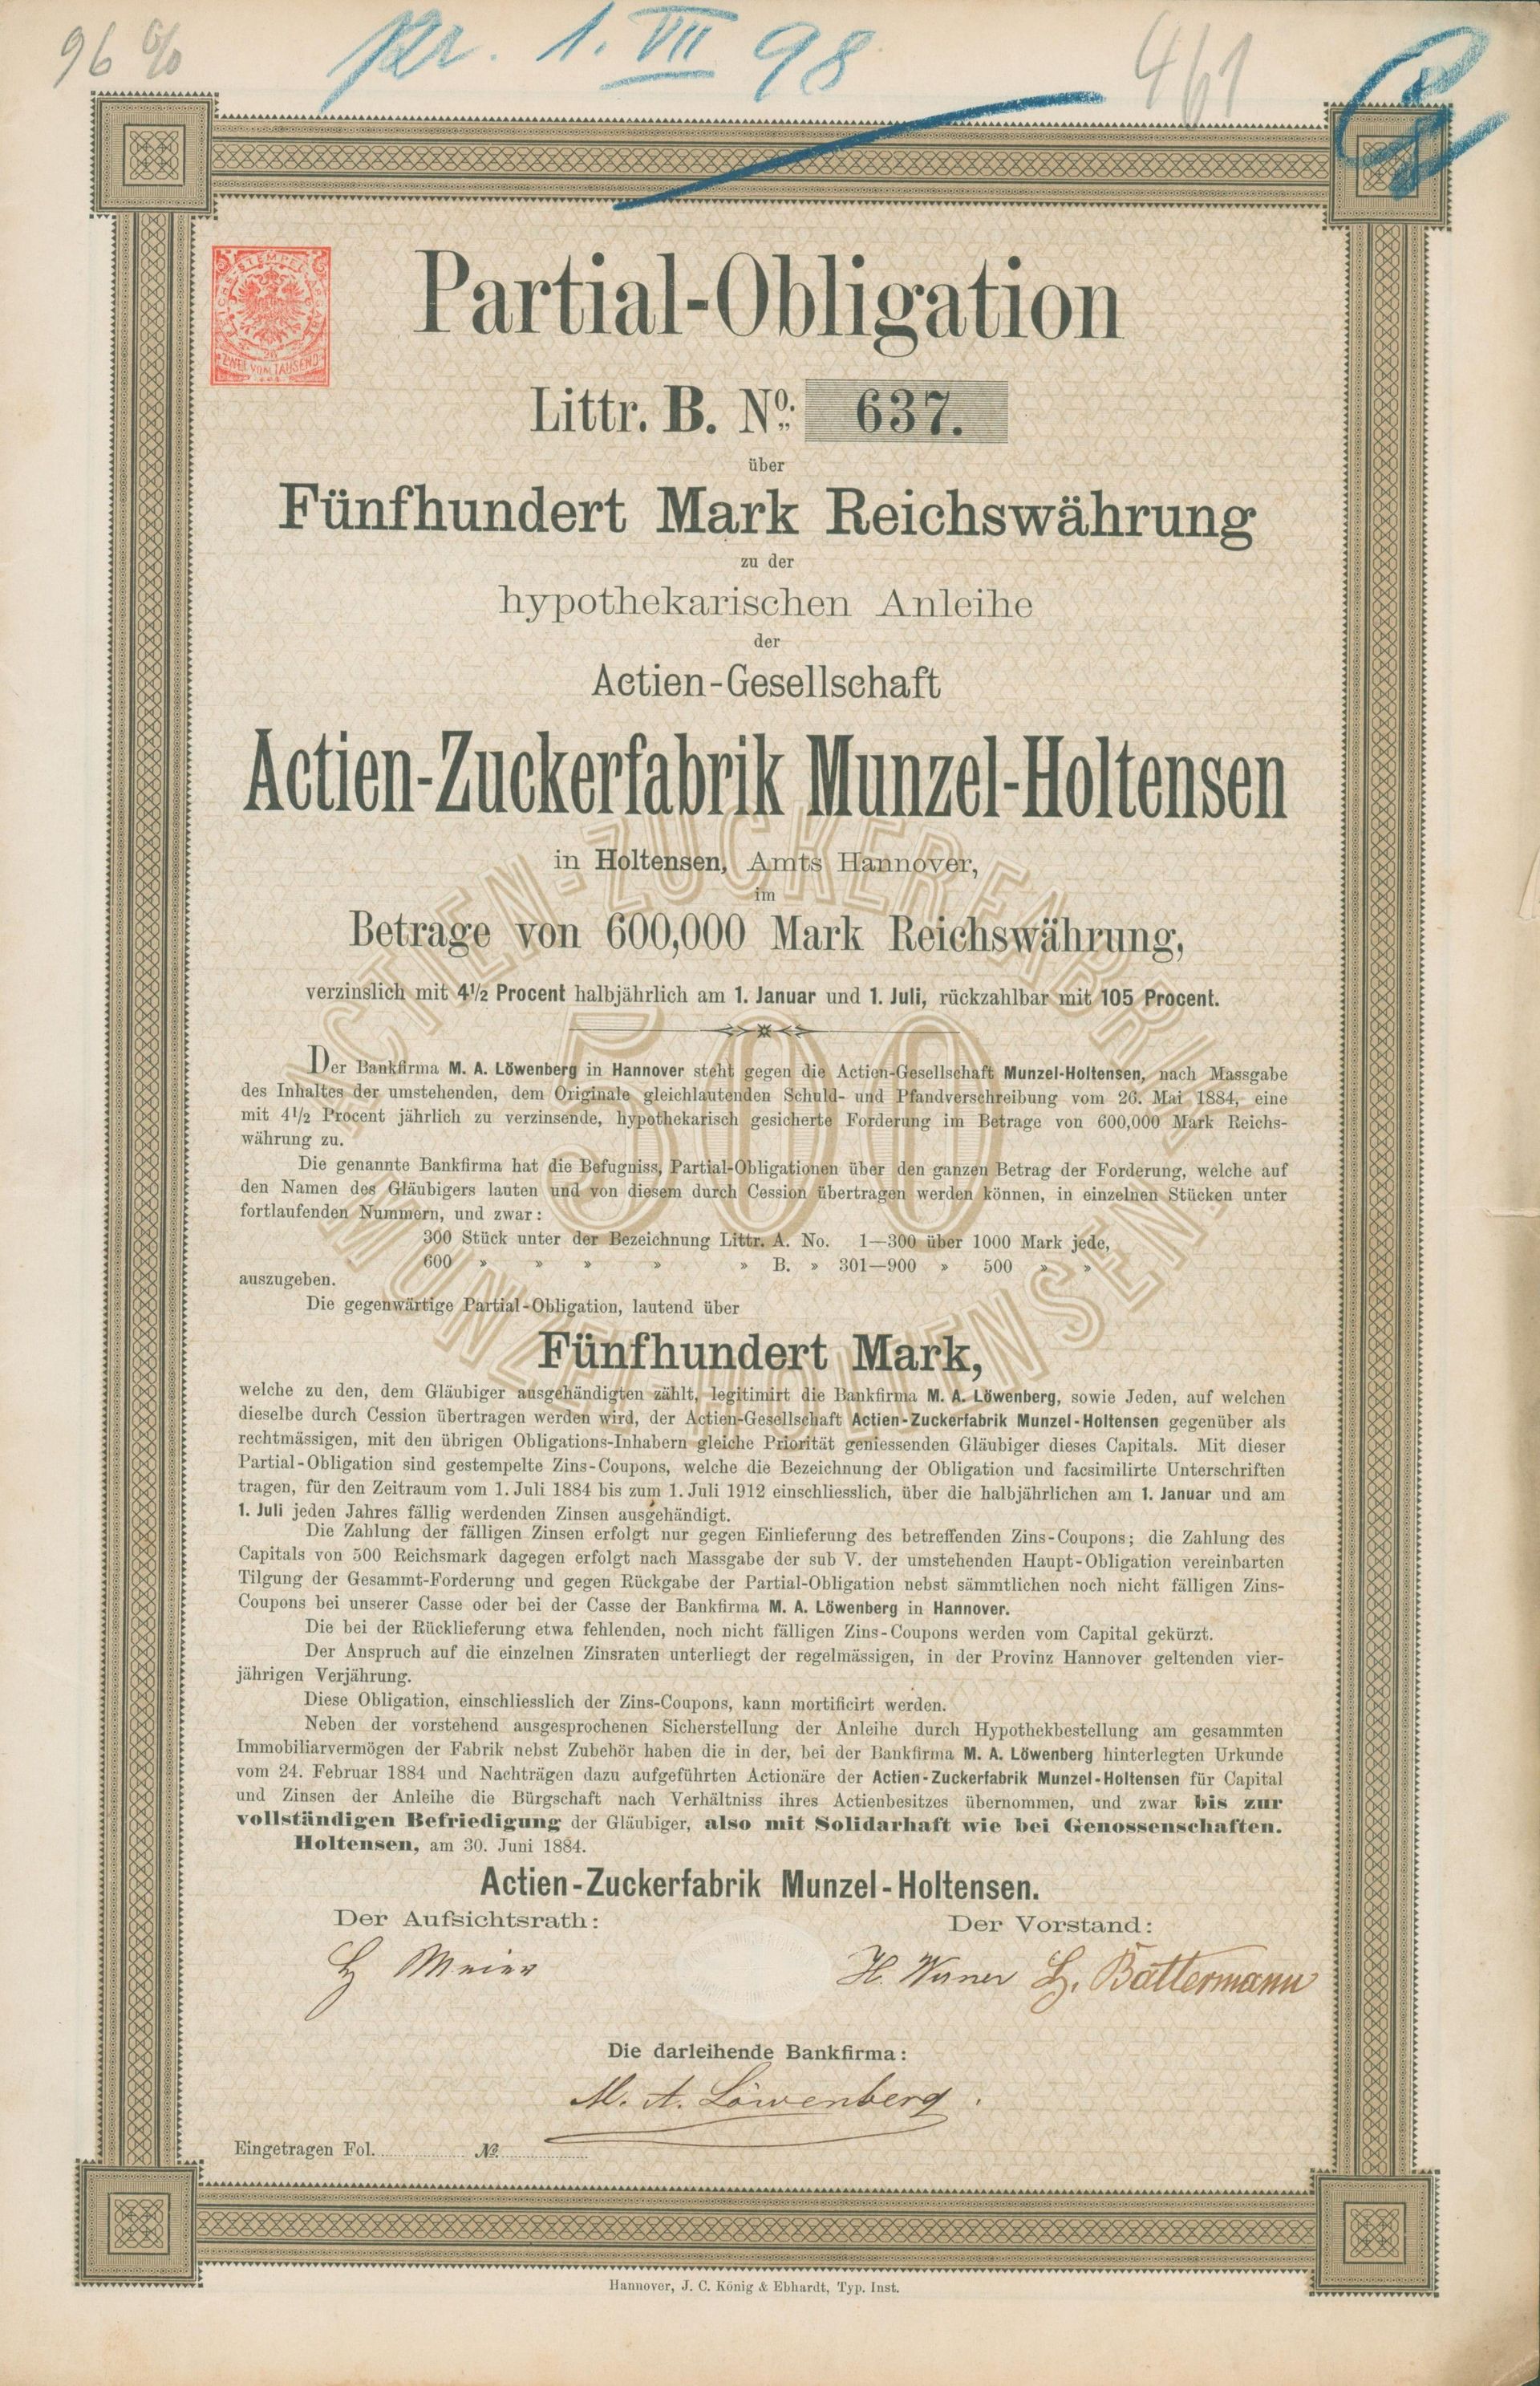 96 %
pr. 1. VII 98
461
STEMPEL
ZWEI VOM TAUSEND
Partial-Obligation
Littr. B. No. 637.
über
Fünfhundert Mark Reichswährung
zu der
hypothekarischen Anleihe
der
Actien-Gesellschaft
Actien-Zuckerfabrik Munzel-Holtensen
in Holtensen, Amts Hannover,
im
Betrage von 600,000 Mark Reichswährung,
verzinslich mit 4½ Procent halbjährlich am 1. Januar und 1. Juli, rückzahlbar mit 105 Procent.
ACTIEN-ZUCKERFABRIK
500
MUNZEL-HOLTENSEN.
Der Bankfirma M. A. Löwenberg in Hannover steht gegen die Actien-Gesellschaft Munzel-Holtensen, nach Massgabe
des Inhaltes der umstehenden, dem Originale gleichlautenden Schuld- und Pfandverschreibung vom 26. Mai 1884, eine
mit 4½ Procent jährlich zu verzinsende, hypothekarisch gesicherte Forderung im Betrage von 600,000 Mark Reichs-
währung zu.
Die genannte Bankfirma hat die Befugniss, Partial-Obligationen über den ganzen Betrag der Forderung, welche auf
den Namen des Gläubigers lauten und von diesem durch Cession übertragen werden können, in einzelnen Stücken unter
fortlaufenden Nummern, und zwar:
300 Stück unter der Bezeichnung Littr. A. No. 1—300 über 1000 Mark jede,
600 » » » » » B. » 301—900 » 500 » »
auszugeben.
Die gegenwärtige Partial-Obligation, lautend über
Fünfhundert Mark,
welche zu den, dem Gläubiger ausgehändigten zählt, legitimirt die Bankfirma M. A. Löwenberg, sowie Jeden, auf welchen
dieselbe durch Cession übertragen werden wird, der Actien-Gesellschaft Actien-Zuckerfabrik Munzel-Holtensen gegenüber als
rechtmässigen, mit den übrigen Obligations-Inhabern gleiche Priorität geniessenden Gläubiger dieses Capitals. Mit dieser
Partial-Obligation sind gestempelte Zins-Coupons, welche die Bezeichnung der Obligation und facsimilirte Unterschriften
tragen, für den Zeitraum vom 1. Juli 1884 bis zum 1. Juli 1912 einschliesslich, über die halbjährlichen am 1. Januar und am
1. Juli jeden Jahres fällig werdenden Zinsen ausgehändigt.
Die Zahlung der fälligen Zinsen erfolgt nur gegen Einlieferung des betreffenden Zins-Coupons; die Zahlung des
Capitals von 500 Reichsmark dagegen erfolgt nach Massgabe der sub V. der umstehenden Haupt-Obligation vereinbarten
Tilgung der Gesammt-Forderung und gegen Rückgabe der Partial-Obligation nebst sämmtlichen noch nicht fälligen Zins-
Coupons bei unserer Casse oder bei der Casse der Bankfirma M. A. Löwenberg in Hannover.
Die bei der Rücklieferung etwa fehlenden, noch nicht fälligen Zins-Coupons werden vom Capital gekürzt.
Der Anspruch auf die einzelnen Zinsraten unterliegt der regelmässigen, in der Provinz Hannover geltenden vier-
jährigen Verjährung.
Diese Obligation, einschliesslich der Zins-Coupons, kann mortificirt werden.
Neben der vorstehend ausgesprochenen Sicherstellung der Anleihe durch Hypothekbestellung am gesammten
Immobiliarvermögen der Fabrik nebst Zubehör haben die in der, bei der Bankfirma M. A. Löwenberg hinterlegten Urkunde
vom 24. Februar 1884 und Nachträgen dazu aufgeführten Actionäre der Actien-Zuckerfabrik Munzel-Holtensen für Capital
und Zinsen der Anleihe die Bürgschaft nach Verhältniss ihres Actienbesitzes übernommen, und zwar bis zur
vollständigen Befriedigung der Gläubiger, also mit Solidarhaft wie bei Genossenschaften.
Holtensen, am 30. Juni 1884.
Actien-Zuckerfabrik Munzel-Holtensen.
Der Aufsichtsrath:
Der Vorstand:
Meier
H. Battermann
Die darleihende Bankfirma:
M. A. Löwenberg.
Eingetragen Fol. No.
Hannover, J. C. König & Ebhardt, Typ. Inst.